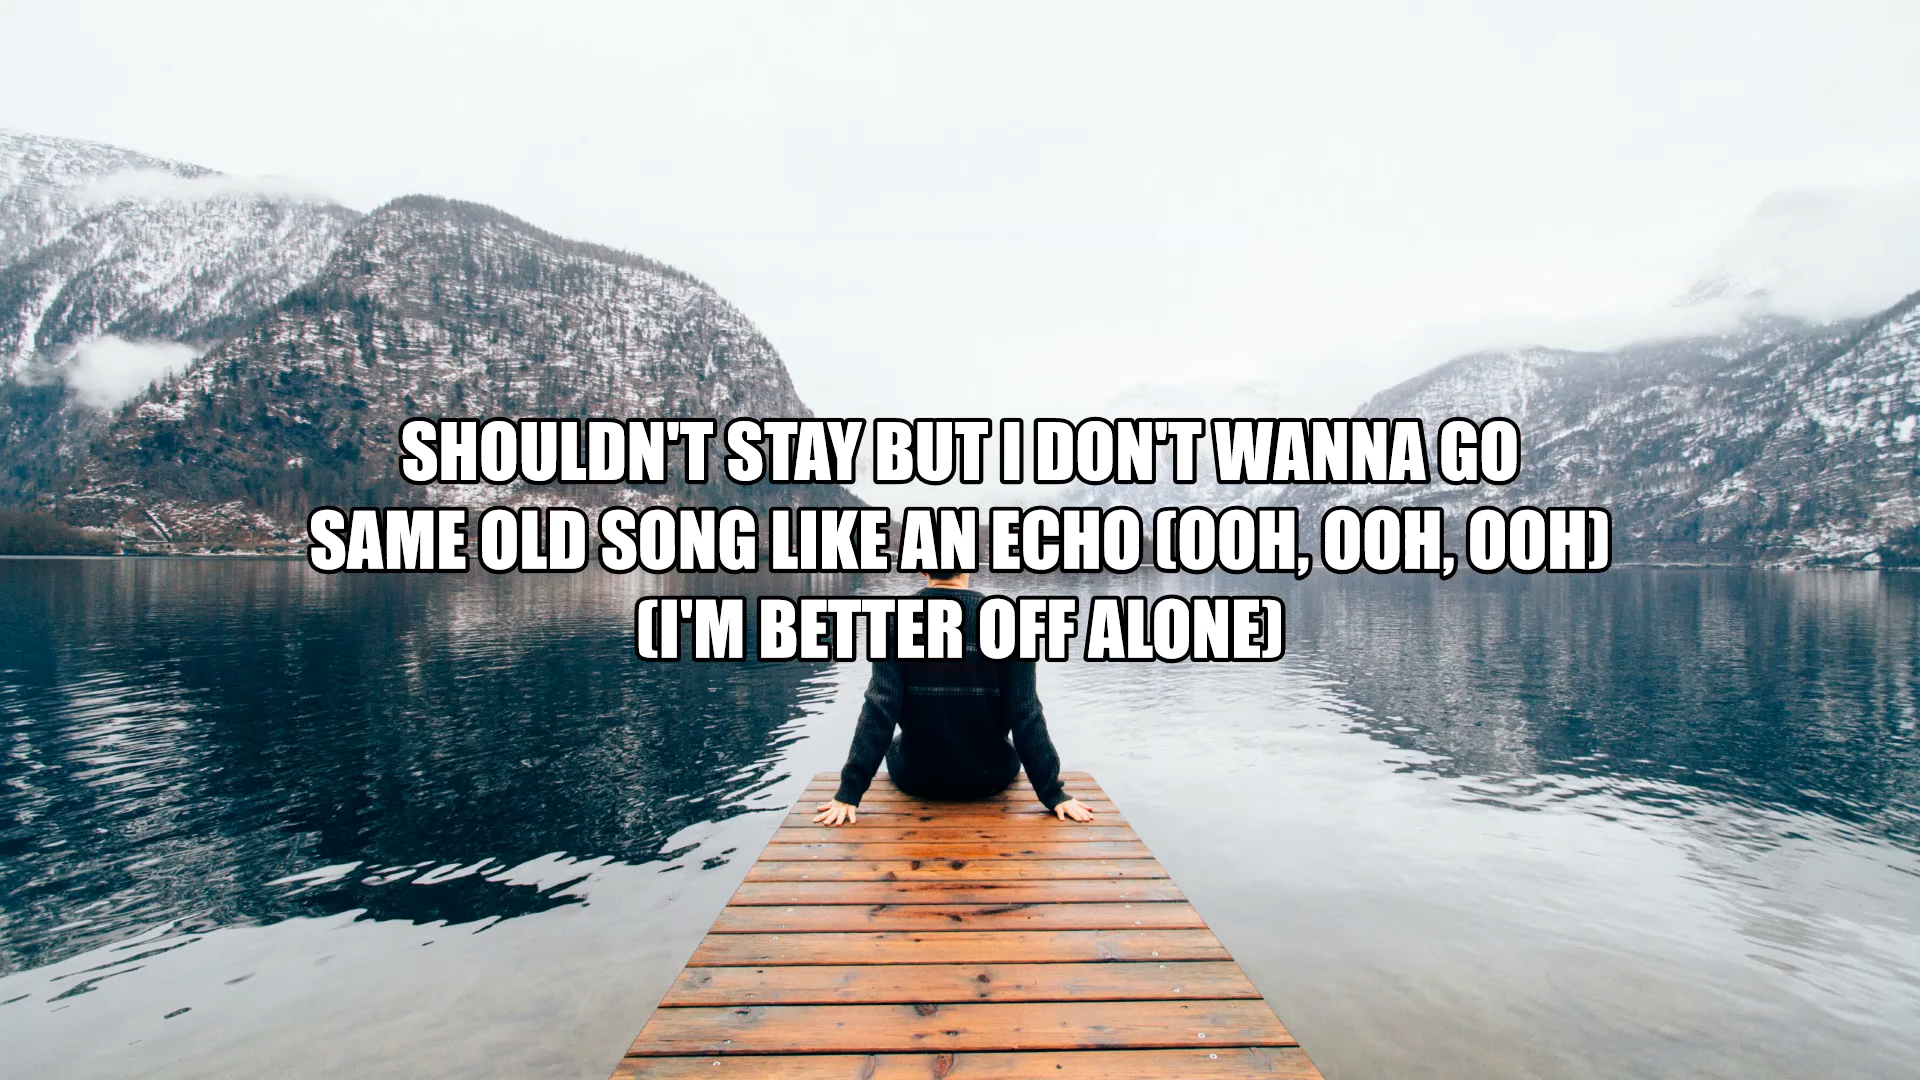 SHOULDN'T STAY BUT I DON'T WANNA GO
SAME OLD SONG LIKE AN ECHO (OOH, OOH, OOH)
(I'M BETTER OFF ALONE)